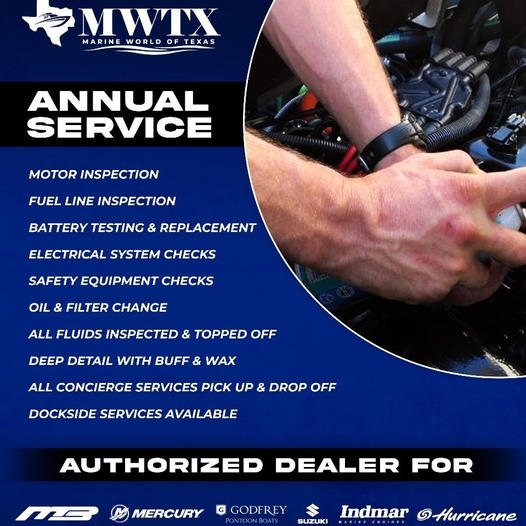 MWTX
MARINE WORLD OF TEXAS
ANNUAL
SERVICE
MOTOR INSPECTION
FUEL LINE INSPECTION
BATTERY TESTING & REPLACEMENT
ELECTRICAL SYSTEM CHECKS
SAFETY EQUIPMENT CHECKS
OIL & FILTER CHANGE
ALL FLUIDS INSPECTED & TOPPED OFF
DEEP DETAIL WITH BUFF & WAX
ALL CONCIERGE SERVICES PICK UP & DROP OFF
DOCKSIDE SERVICES AVAILABLE
AUTHORIZED DEALER FOR
MB MERCURY G GODFREY PONTOON BOATS SUZUKI Indmar MARINE ENGINES Hurricane